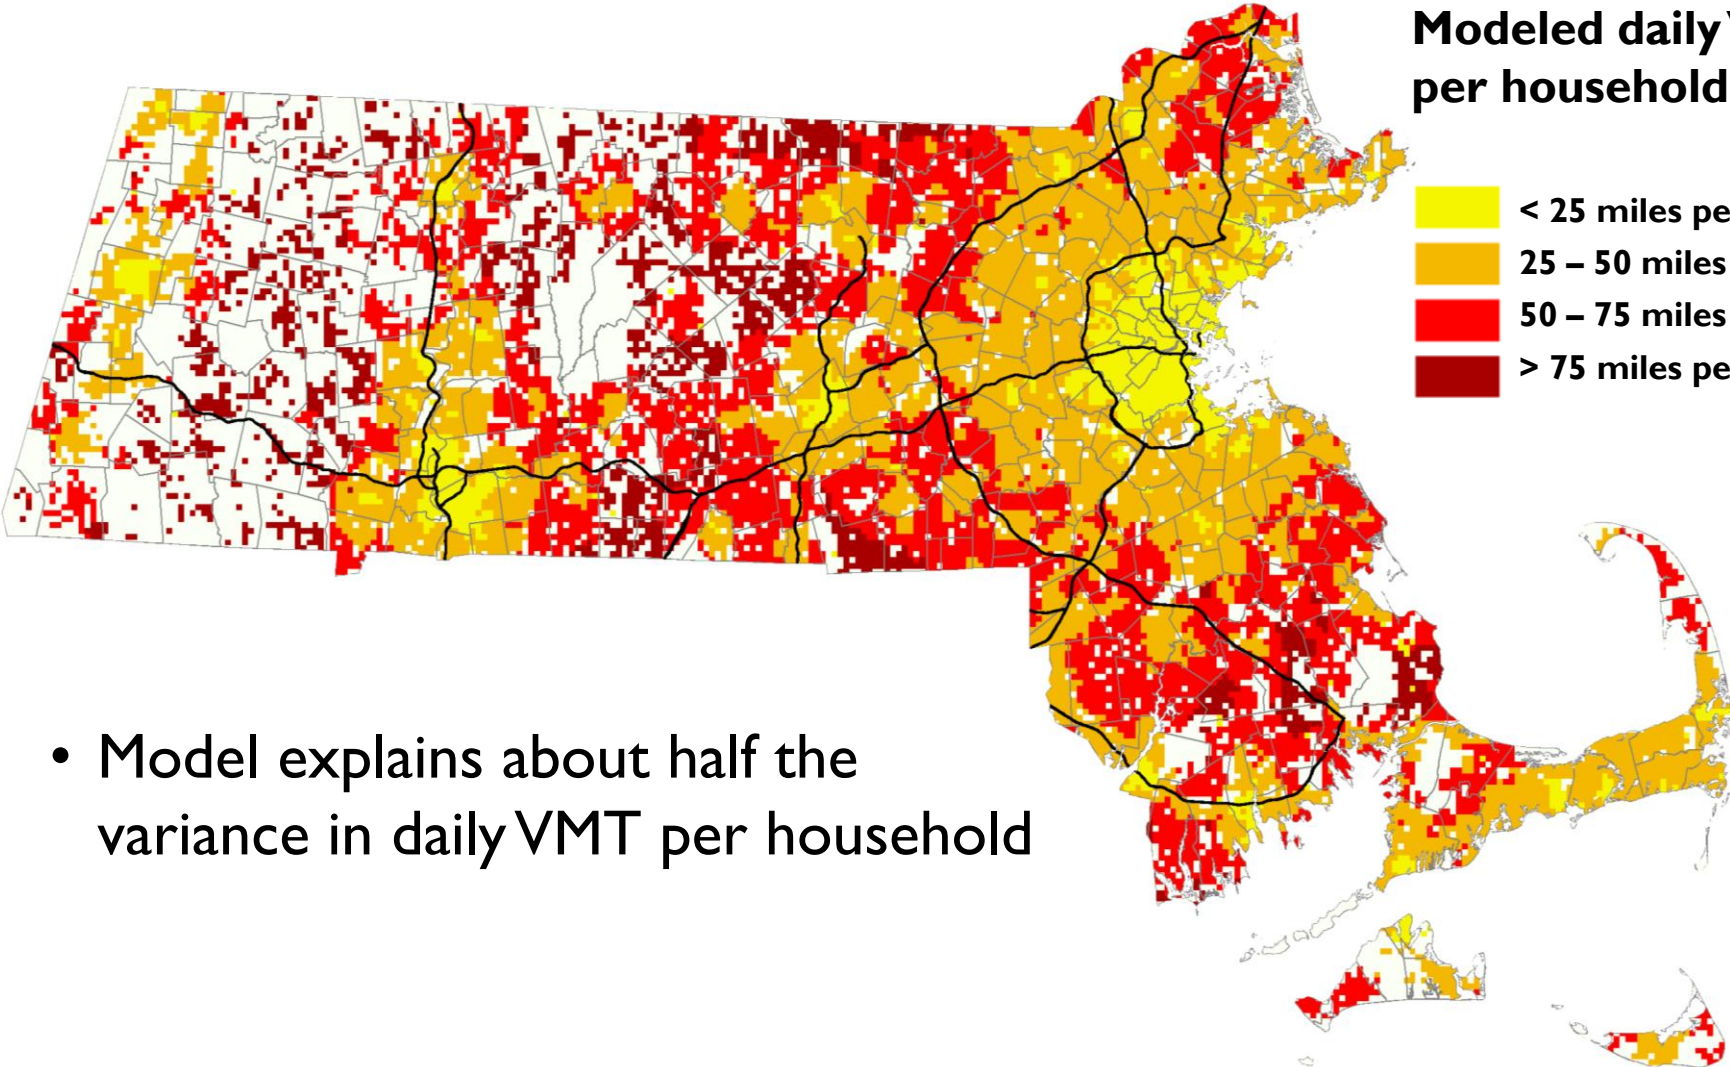 Modeled daily
per household
< 25 miles
25 – 50 miles
50 – 75 miles
> 75 miles
• Model explains about half the
variance in daily VMT per household